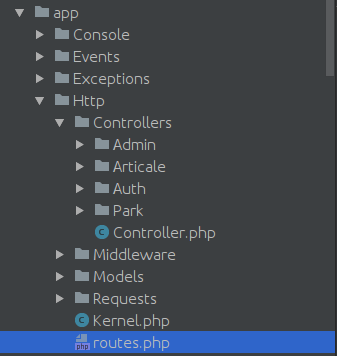 app
Console
Events
Exceptions
Http
Controllers
Admin
Articale
Auth
Park
Controller.php
Middleware
Models
Requests
Kernel.php
routes.php